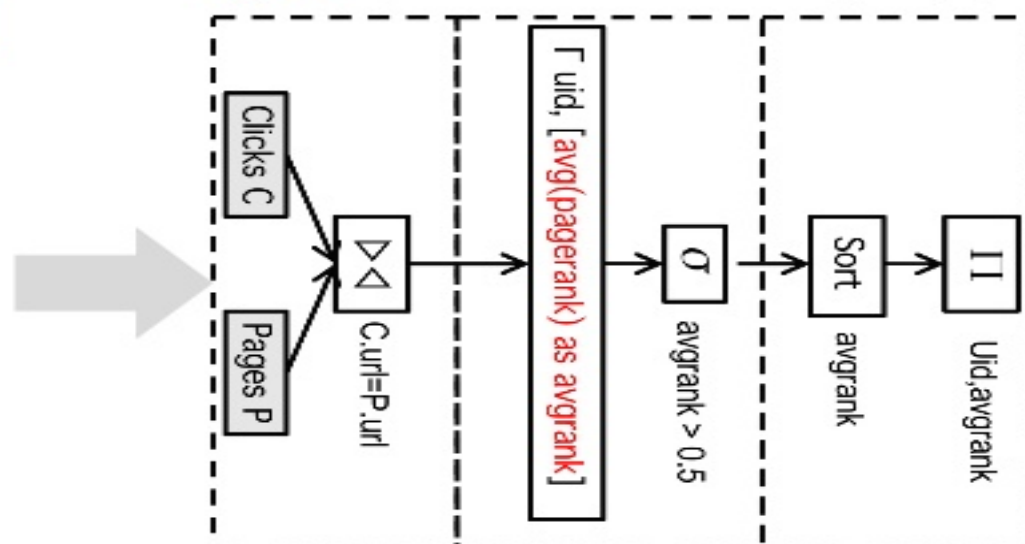 Clicks C
Pages P
⋈
C.url=P.url
Γ uid, [avg(pagerank) as avgrank]
σ
avgrank > 0.5
Sort
avgrank
Π
Uid,avgrank